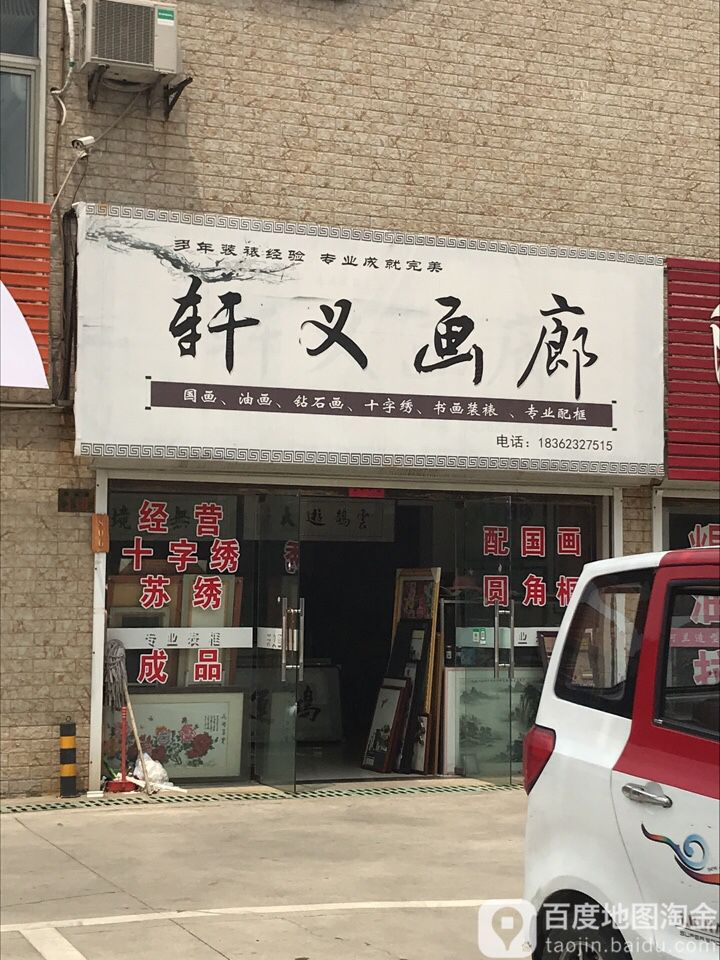 多年装裱经验 专业成就完美
轩义画廊
国画、油画、钻石画、十字绣、书画装裱 、专业配框
电话：18362327515
经营
十字绣
苏绣
专业裱框
成品
配国画
圆角框
业
百度地图淘金
taojin.baidu.com